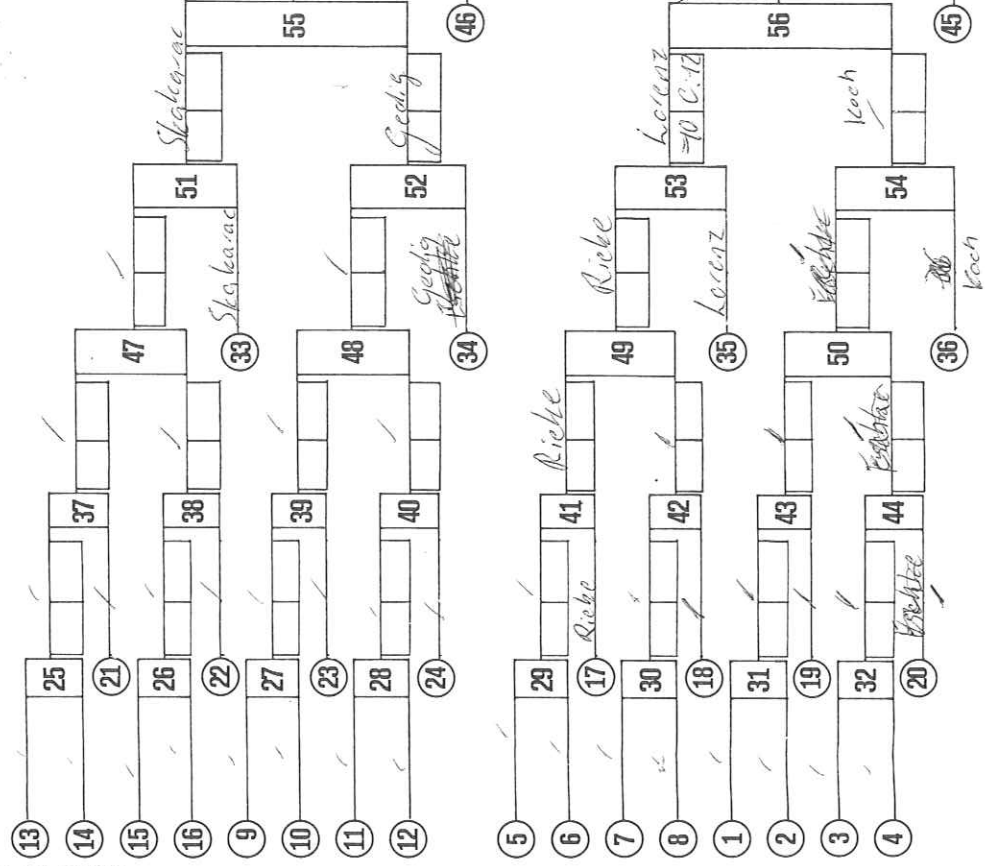 4 3 2 1 8 7 6 5 12 11 10 9 16 15 14 13
32 31 30 29 28 27 26 25
20 19 18 17 24 23 22 21
Riehe
44 43 42 41 40 39 38 37
Riehe
50 49 48 47
36 35 34 33
Koch Lorenz Gedig Skakarac
Riehe
54 53 52 51
Koch Lorenz Gedig Skakarac
56 55
45 46